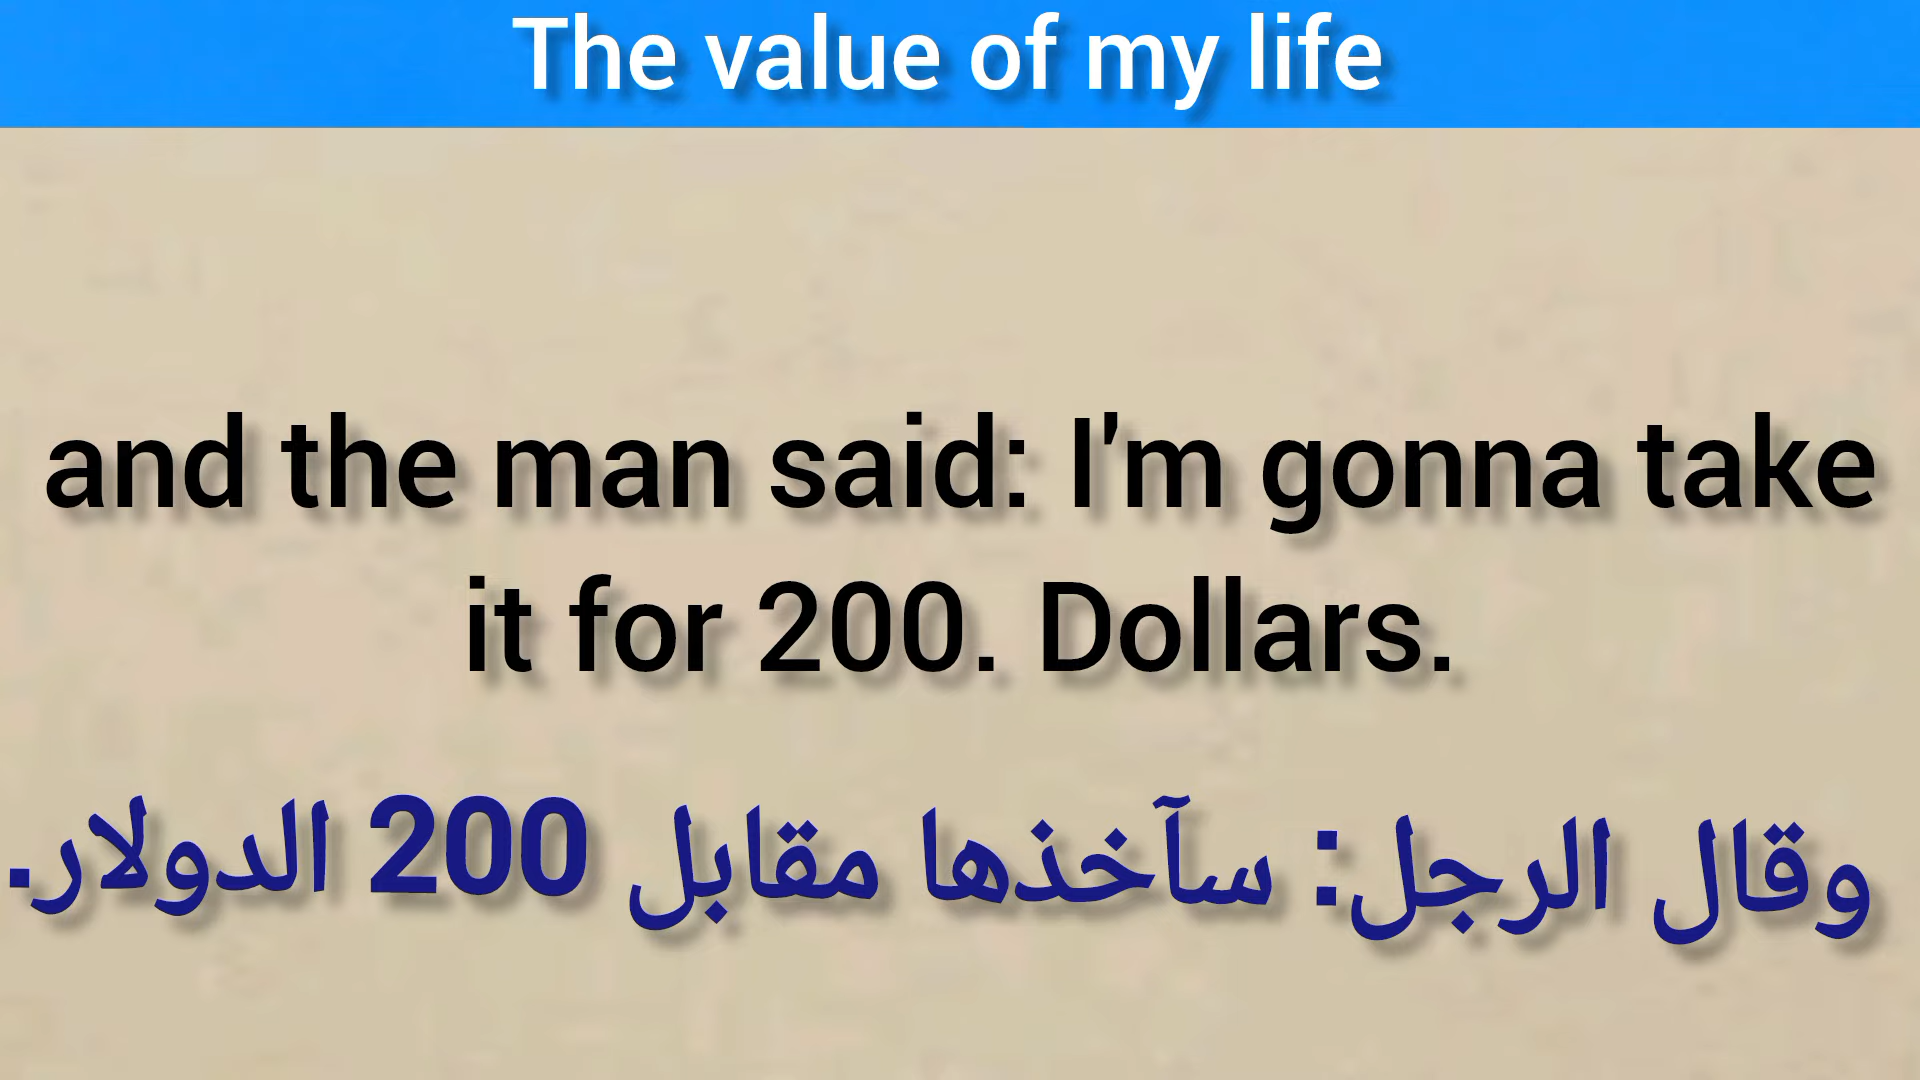 The value of my life
and the man said: I'm gonna take
it for 200. Dollars.
وقال الرجل: سآخذها مقابل 200 الدولار.